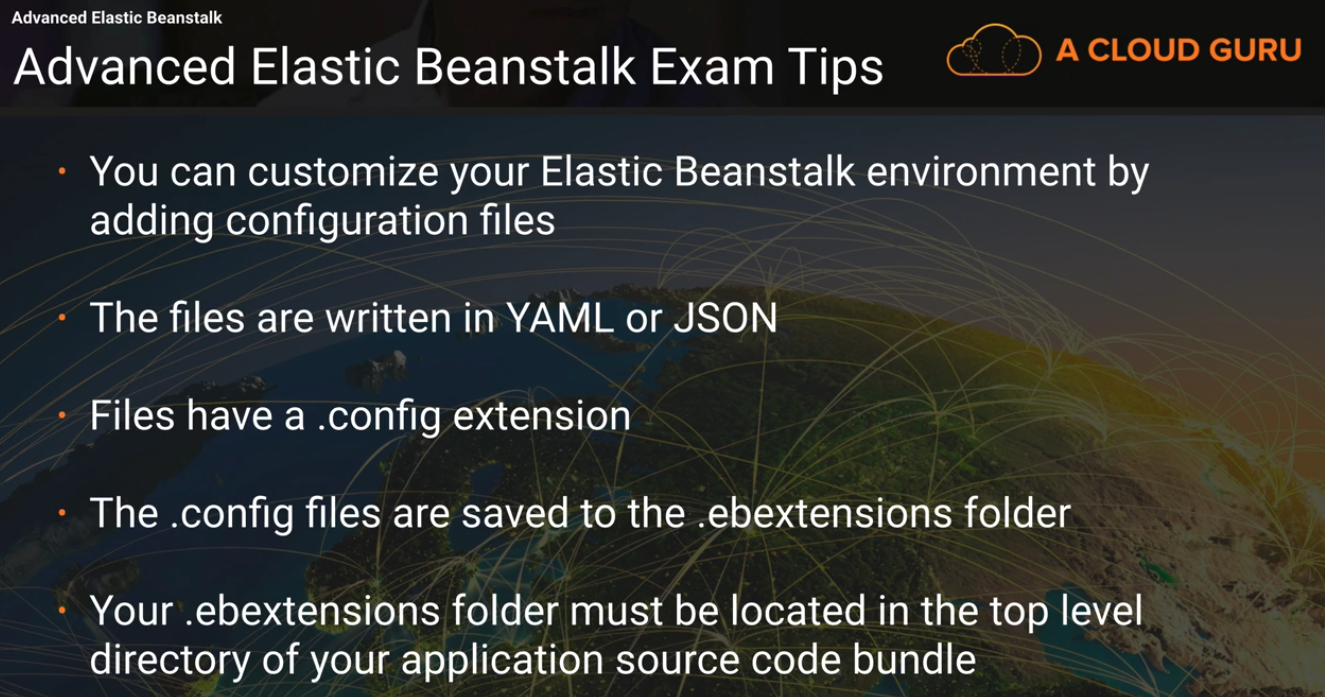 Advanced Elastic Beanstalk
Advanced Elastic Beanstalk Exam Tips
A CLOUD GURU
• You can customize your Elastic Beanstalk environment by
adding configuration files
• The files are written in YAML or JSON
• Files have a .config extension
• The .config files are saved to the .ebextensions folder
• Your .ebextensions folder must be located in the top level
directory of your application source code bundle